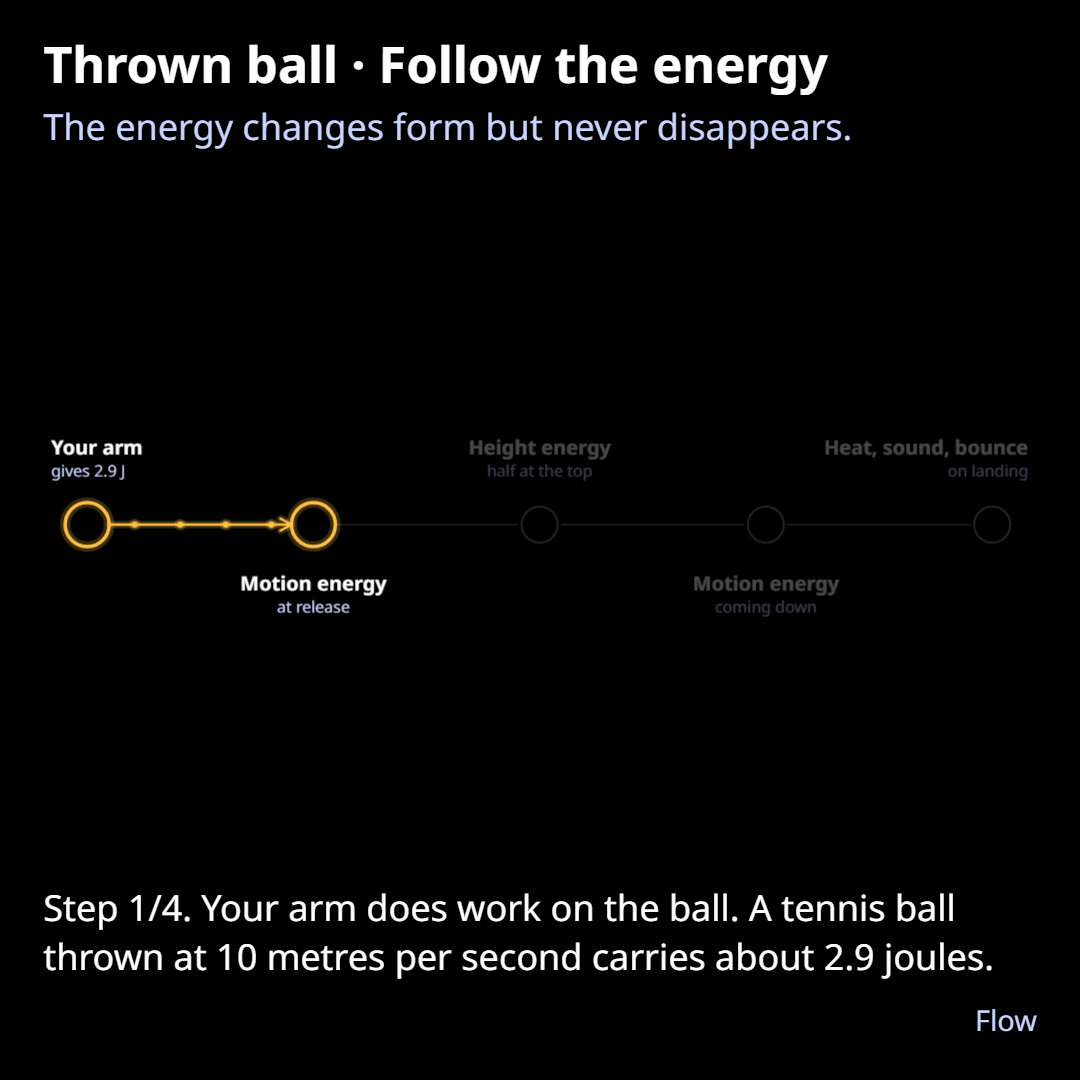 Thrown ball · Follow the energy
The energy changes form but never disappears.
Your arm
gives 2.9 J
Height energy
half at the top
Heat, sound, bounce
on landing
Motion energy
at release
Motion energy
coming down
Step 1/4. Your arm does work on the ball. A tennis ball
thrown at 10 metres per second carries about 2.9 joules.
Flow